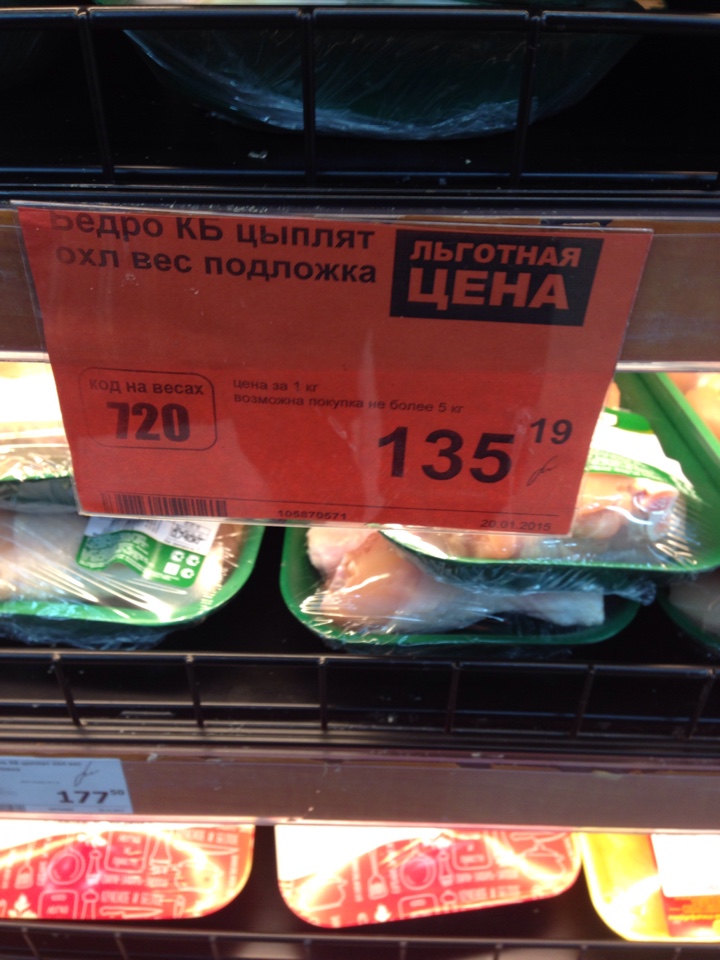 Бедро КБ цыплят
охл вес подложка
ЛЬГОТНАЯ
ЦЕНА
код на весах
720
цена за 1 кг
возможна покупка не более 5 кг
135 19
105870571
20.01.2015
177 50